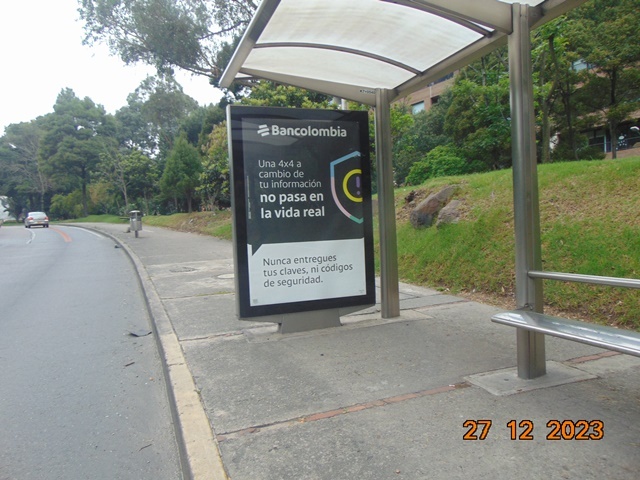 Bancolombia
Una 4x4 a
cambio de
tu información
no pasa en
la vida real
Nunca entregues
tus claves, ni códigos
de seguridad.
27 12 2023